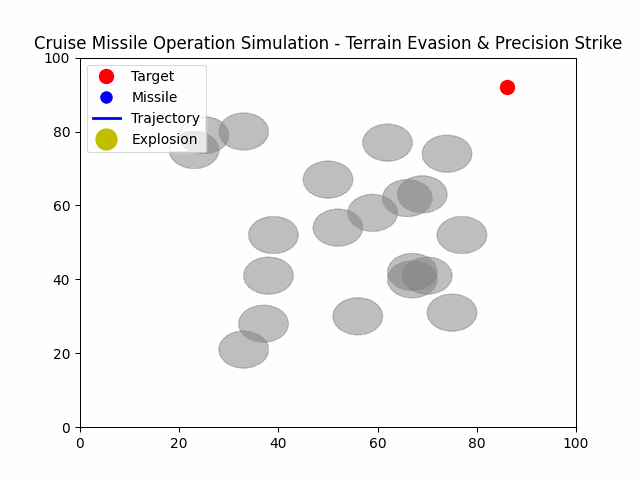 Cruise Missile Operation Simulation - Terrain Evasion & Precision Strike
100
80
60
40
20
0
Target
Missile
Trajectory
Explosion
0 20 40 60 80 100